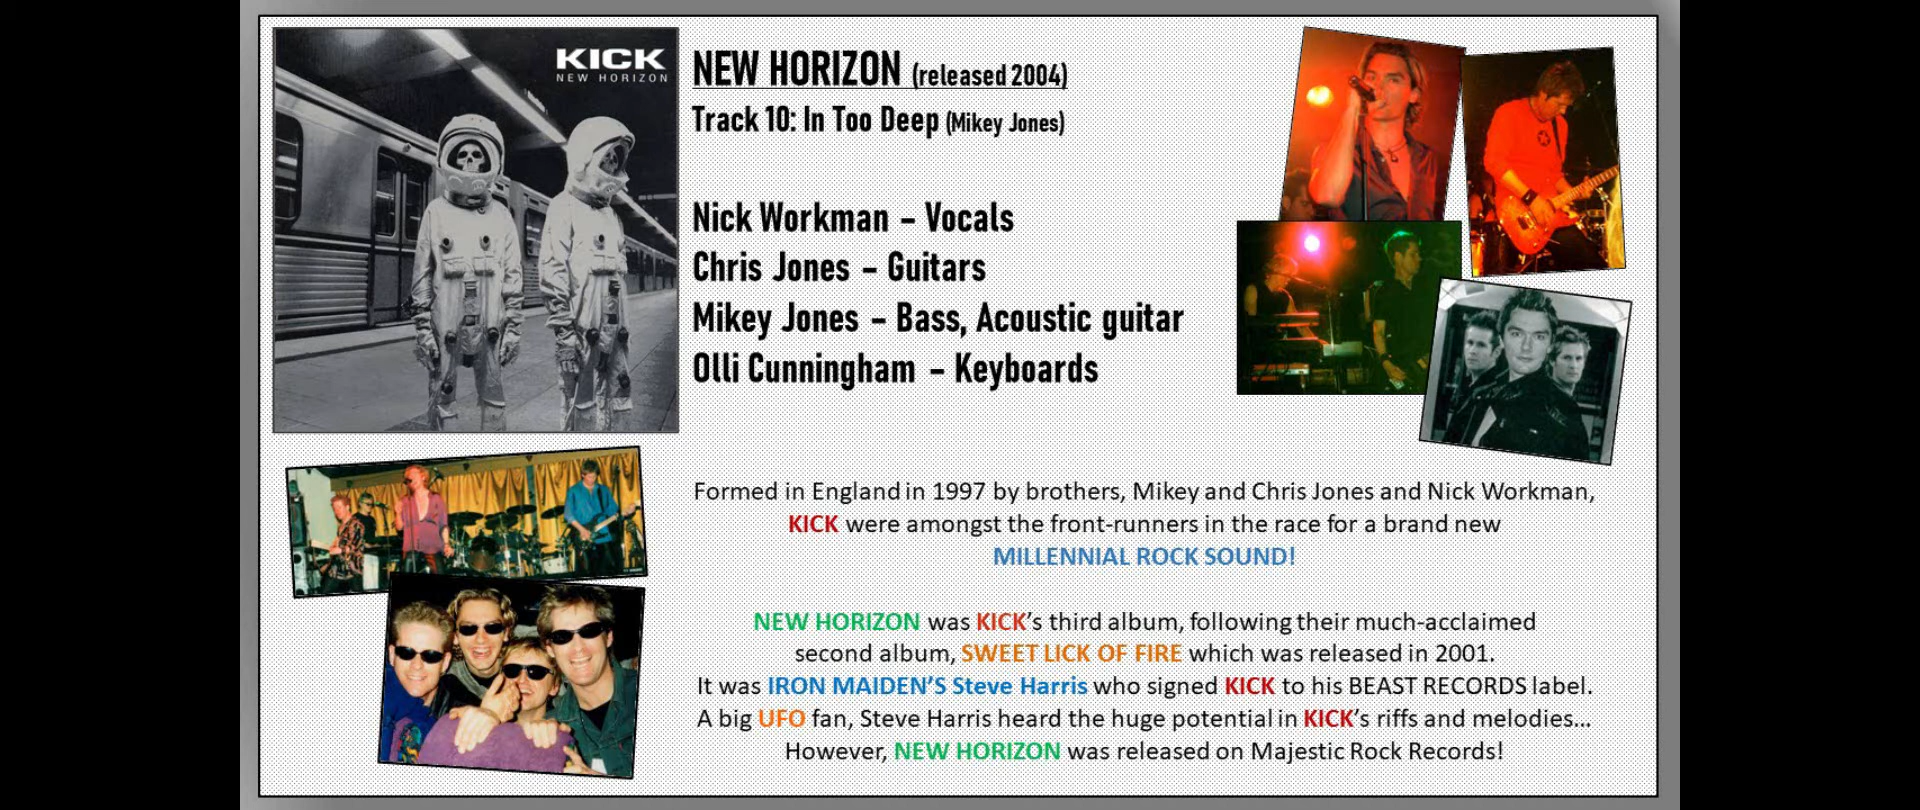 KICK
NEW HORIZON
NEW HORIZON (released 2004)
Track 10: In Too Deep (Mikey Jones)
Nick Workman – Vocals
Chris Jones – Guitars
Mikey Jones – Bass, Acoustic guitar
Olli Cunningham – Keyboards
Formed in England in 1997 by brothers, Mikey and Chris Jones and Nick Workman,
KICK were amongst the front-runners in the race for a brand new
MILLENNIAL ROCK SOUND!
NEW HORIZON was KICK’s third album, following their much-acclaimed
second album, SWEET LICK OF FIRE which was released in 2001.
It was IRON MAIDEN’S Steve Harris who signed KICK to his BEAST RECORDS label.
A big UFO fan, Steve Harris heard the huge potential in KICK’s riffs and melodies...
However, NEW HORIZON was released on Majestic Rock Records!